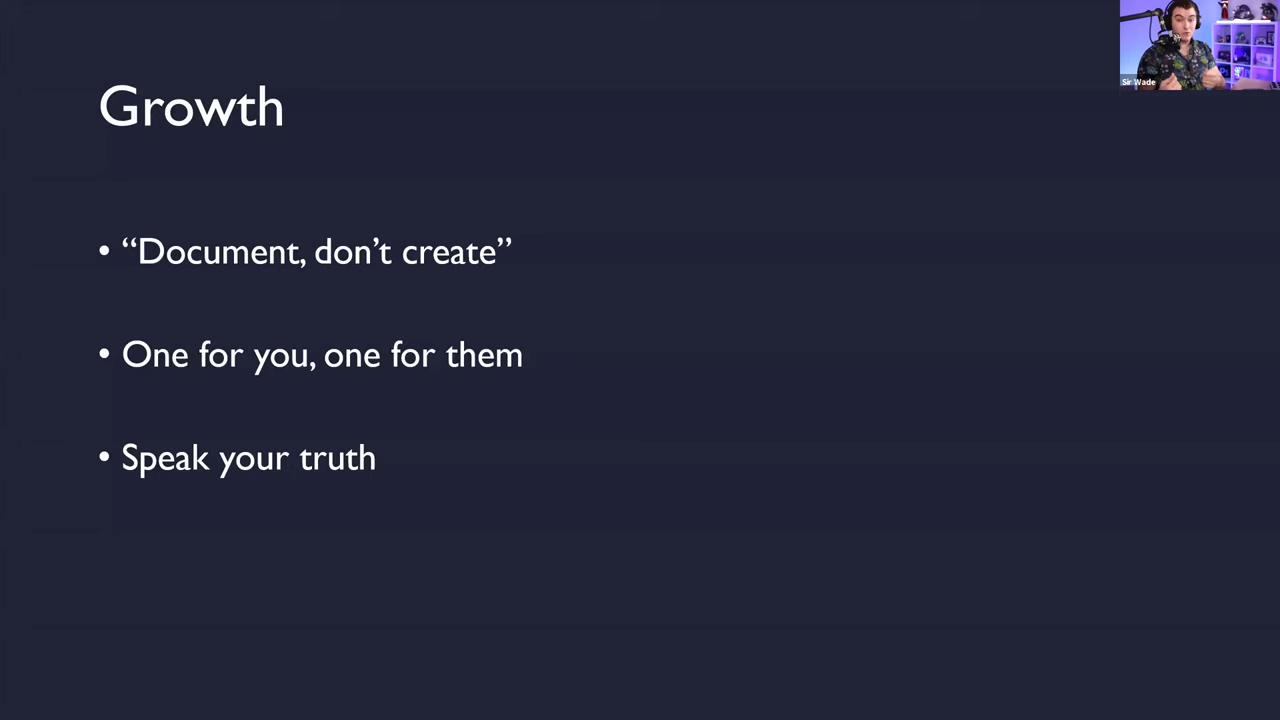 Growth
• “Document, don’t create”
• One for you, one for them
• Speak your truth
Sir Wade